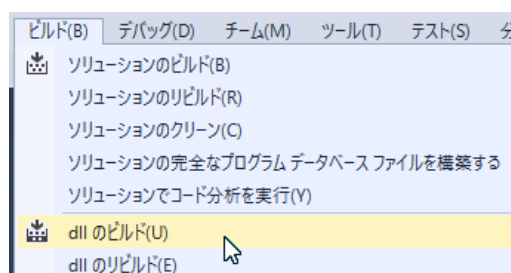 ビルド(B) デバッグ(D) チーム(M) ツール(T) テスト(S)
ソリューションのビルド(B)
ソリューションのリビルド(R)
ソリューションのクリーン(C)
ソリューションの完全なプログラム データベース ファイルを構築する
ソリューションでコード分析を実行(Y)
dll のビルド(U)
dll のリビルド(E)